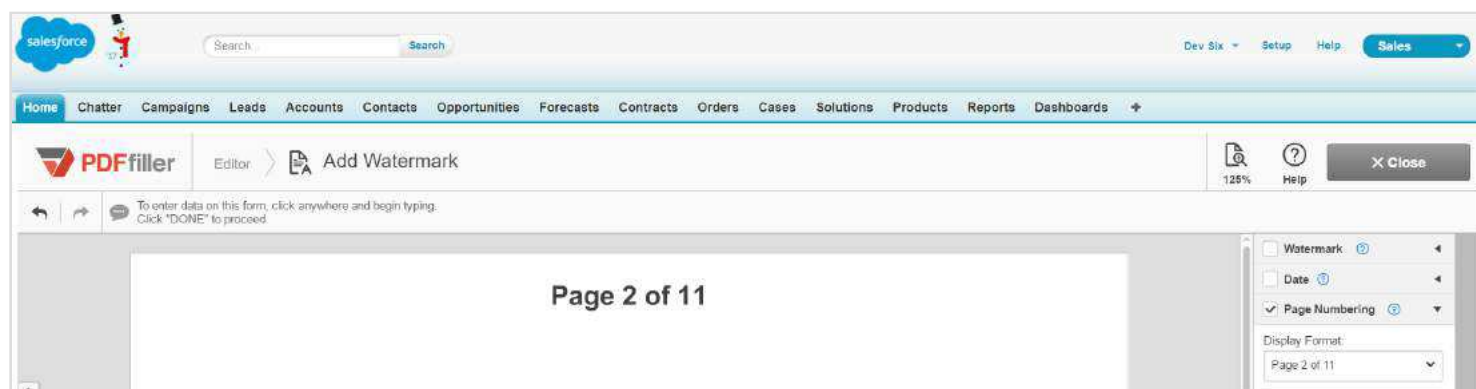 salesforce
17
Search
Search
Dev Six
Setup
Help
Sales
Home Chatter Campaigns Leads Accounts Contacts Opportunities Forecasts Contracts Orders Cases Solutions Products Reports Dashboards +
PDFfiller
Editor
Add Watermark
125%
Help
X Close
To enter data on this form, click anywhere and begin typing.
Click "DONE" to proceed
Page 2 of 11
Watermark ?
Date ?
Page Numbering ?
Display Format:
Page 2 of 11